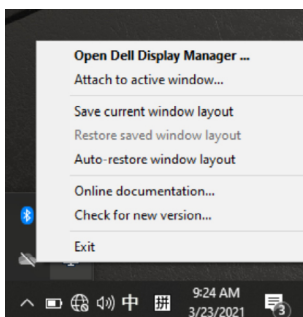 Open Dell Display Manager ...
Attach to active window...
Save current window layout
Restore saved window layout
Auto-restore window layout
Online documentation...
Check for new version...
Exit
中 拼 9:24 AM
3/23/2021 3